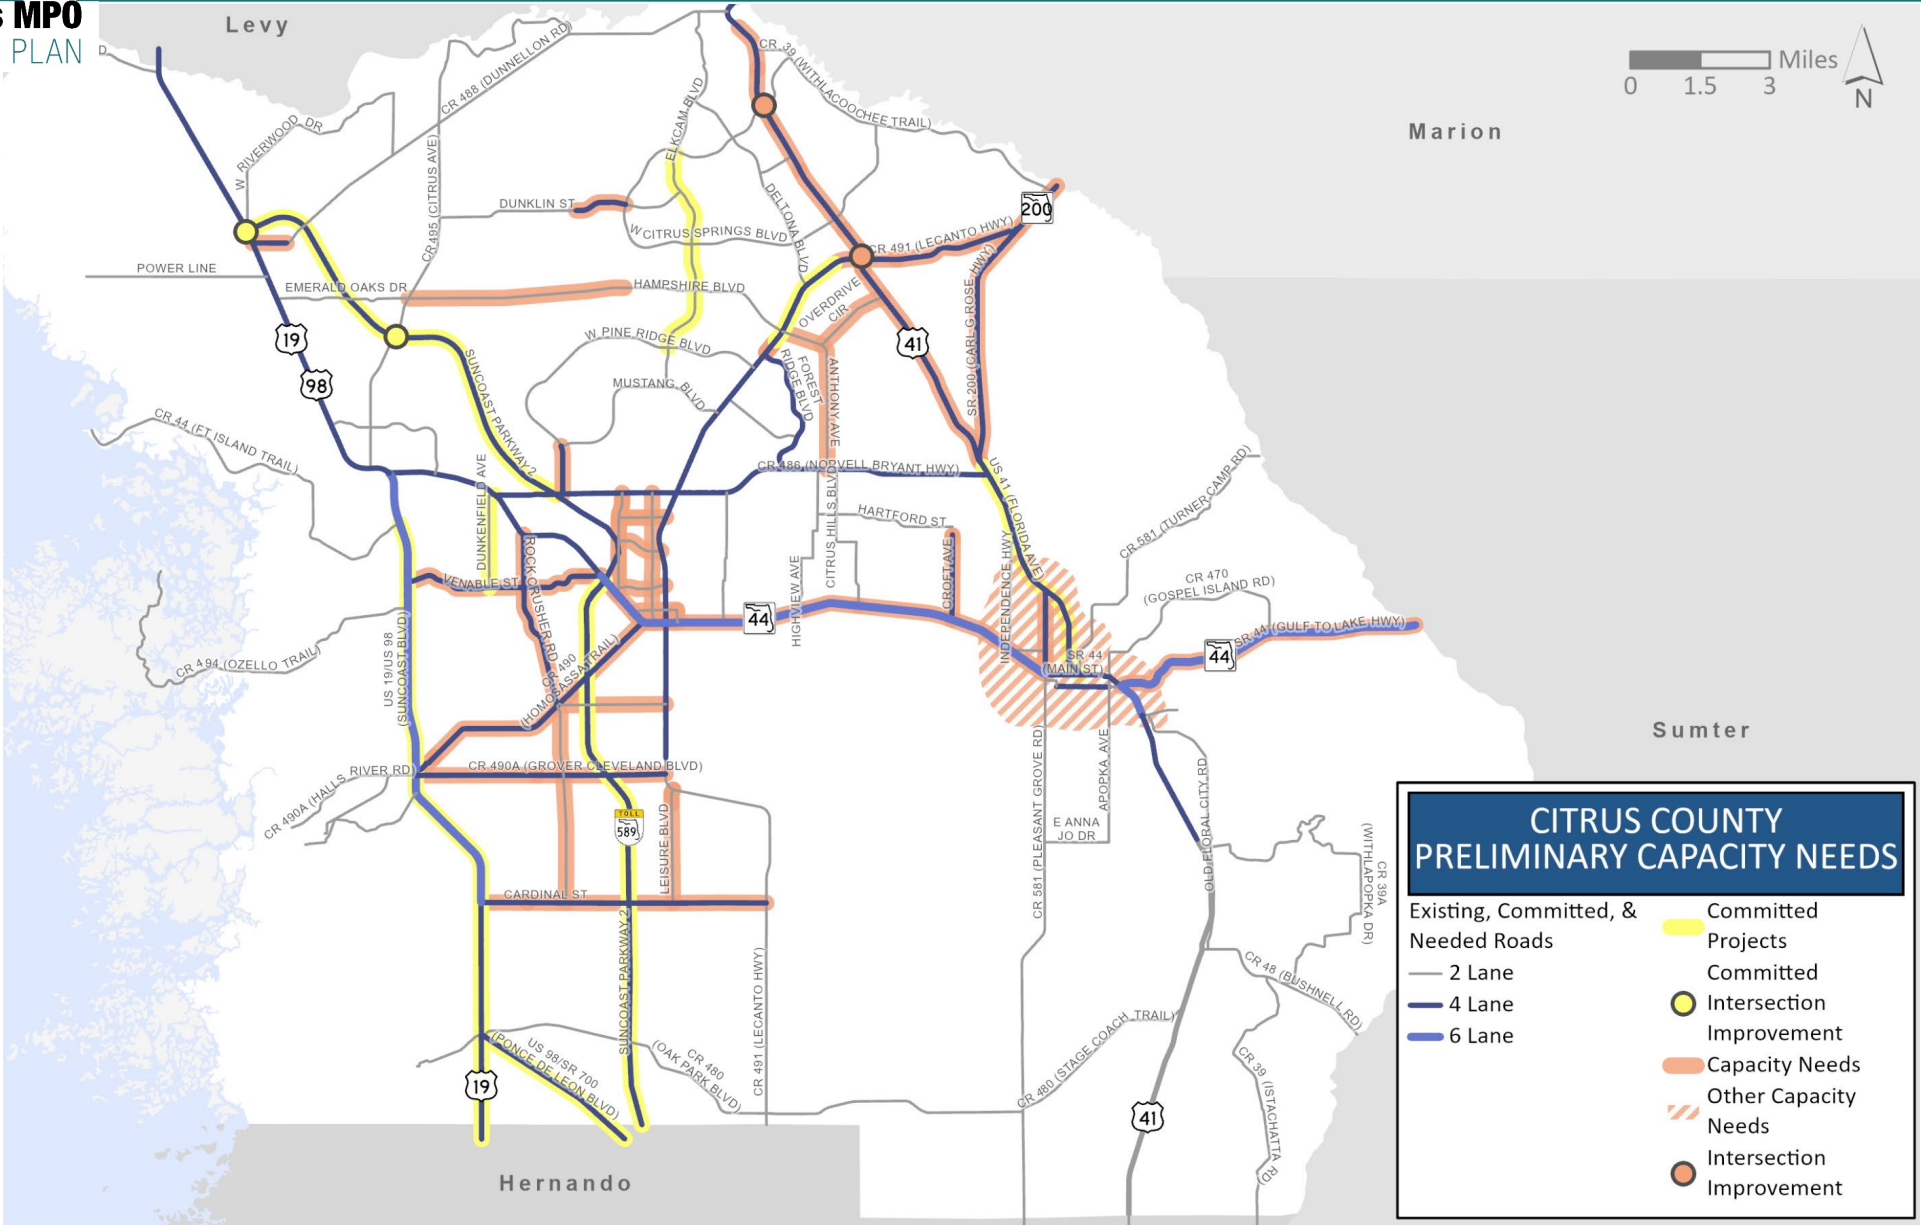 s MPO
PLAN
Levy
Marion
Sumter
Hernando
0 1.5 3 Miles
N
CR 39 (WITHLACOOCHEE TRAIL)
CR 488 (DUNNELLON RD)
W RIVERWOOD DR
CR 495 (CITRUS AVE)
ELKCAM BLVD
DUNKLIN ST
W CITRUS SPRINGS BLVD
DELTONA BLVD
200
CR 491 (LECANTO HWY)
POWER LINE
EMERALD OAKS DR
HAMPSHIRE BLVD
OVERDRIVE
CIR
SR 200 (CARL G ROSE HWY)
19
98
41
W PINE RIDGE BLVD
MUSTANG BLVD
FOREST
RIDGE BLVD
ANTHONY AVE
SUNCOAST PARKWAY 2
CR 44 (FT ISLAND TRAIL)
CR 486 (NORVELL BRYANT HWY)
US 41 (FLORIDA AVE)
CR 581 (TURNER CAMP RD)
DUNKENFIELD AVE
HARTFORD ST
CITRUS HILLS BLVD
HIGHVIEW AVE
CROFT AVE
INDEPENDENCE HWY
CR 470
(GOSPEL ISLAND RD)
VENABLE ST
ROCK CRUSHER RD
44
SR 44 (GULF TO LAKE HWY)
44
SR 44
(MAIN ST)
CR 494 (OZELLO TRAIL)
US 19/US 98
(SUNCOAST BLVD)
CR 490
(HOMOSASSA TRAIL)
CR 490A (HALLS RIVER RD)
CR 490A (GROVER CLEVELAND BLVD)
TOLL
589
LEISURE BLVD
CARDINAL ST
CR 581 (PLEASANT GROVE RD)
APOPKA AVE
E ANNA
JO DR
OLD FLORAL CITY RD
CR 39A
(WITHLAPOPKA DR)
CR 48 (BUSHNELL RD)
SUNCOAST PARKWAY 2
CR 491 (LECANTO HWY)
US 98/SR 700
(PONCE DE LEON BLVD)
CR 480
(OAK PARK BLVD)
CR 480 (STAGE COACH TRAIL)
CR 39 (ISTACHATTA RD)
19
41
CITRUS COUNTY
PRELIMINARY CAPACITY NEEDS
Existing, Committed, &
Needed Roads
2 Lane
4 Lane
6 Lane
Committed
Projects
Committed
Intersection
Improvement
Capacity Needs
Other Capacity
Needs
Intersection
Improvement